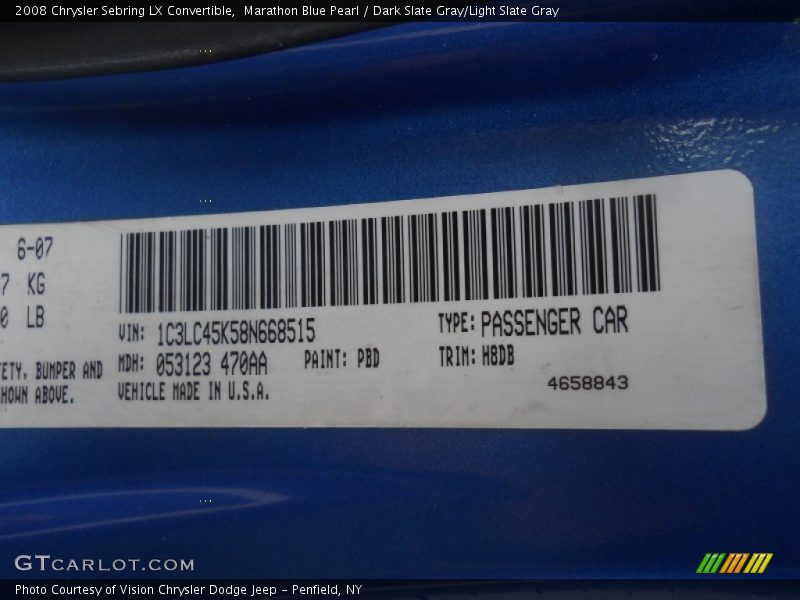 2008 Chrysler Sebring LX Convertible, Marathon Blue Pearl / Dark Slate Gray/Light Slate Gray
6-07
7 KG
0 LB
VIN: 1C3LC45K58N668515
TYPE: PASSENGER CAR
MDH: 053123 470AA
PAINT: PBD
TRIM: H8DB
ETY, BUMPER AND
HOWN ABOVE.
VEHICLE MADE IN U.S.A.
4658843
GTCARLOT.COM
Photo Courtesy of Vision Chrysler Dodge Jeep - Penfield, NY